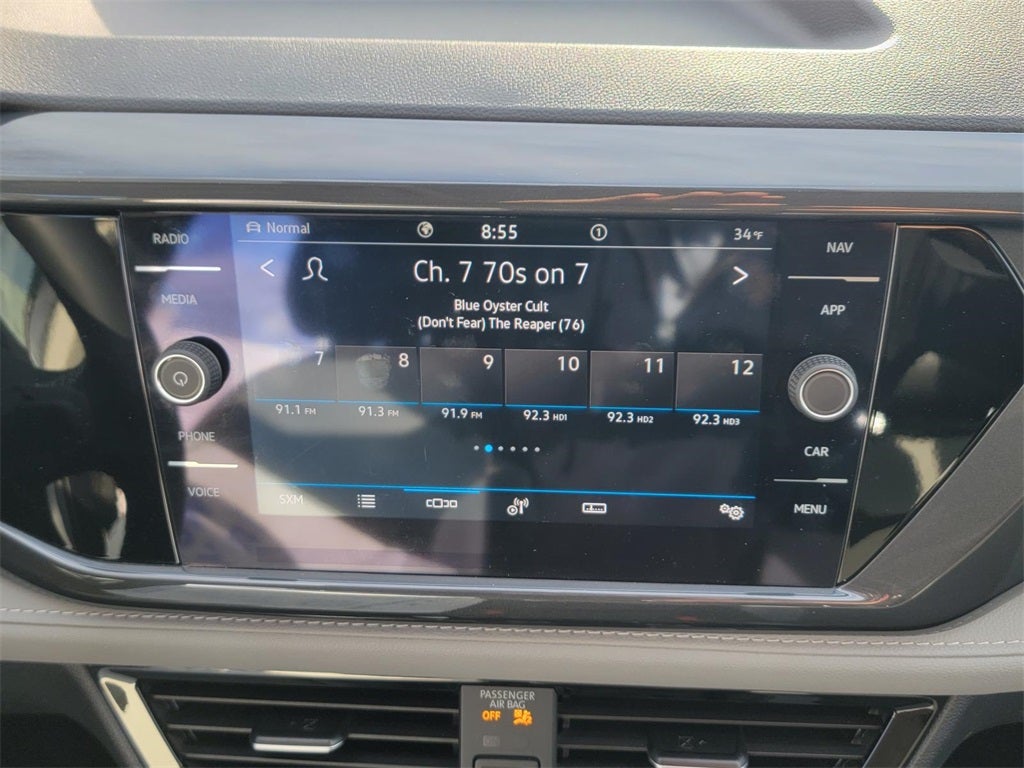 RADIO
MEDIA
PHONE
VOICE
Normal
8:55
1
34°F
Ch. 7 70s on 7
Blue Oyster Cult
(Don't Fear) The Reaper (76)
7 8 9 10 11 12
91.1 FM 91.3 FM 91.9 FM 92.3 HD1 92.3 HD2 92.3 HD3
SXM
NAV
APP
CAR
MENU
PASSENGER
AIR BAG
OFF